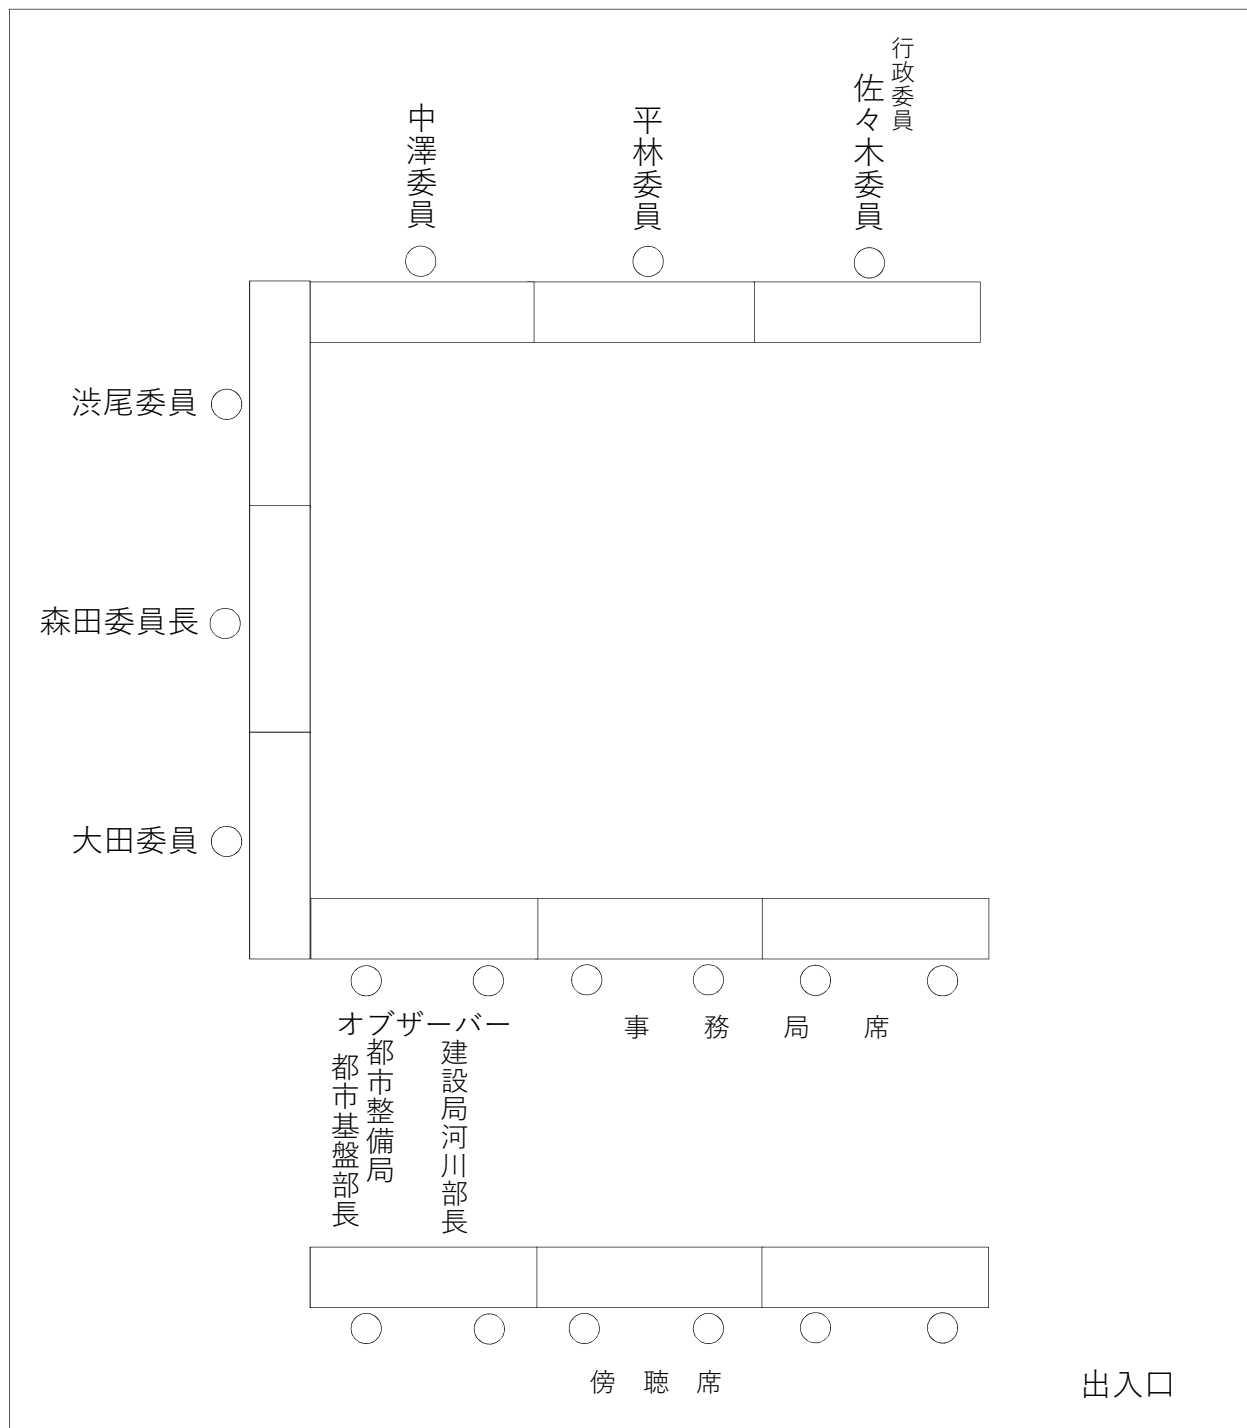 行政委員
佐々木委員
平林委員
中澤委員
渋尾委員
森田委員長
大田委員
オブザーバー
事務局席
建設局河川部長
都市整備局
都市基盤部長
傍聴席
出入口